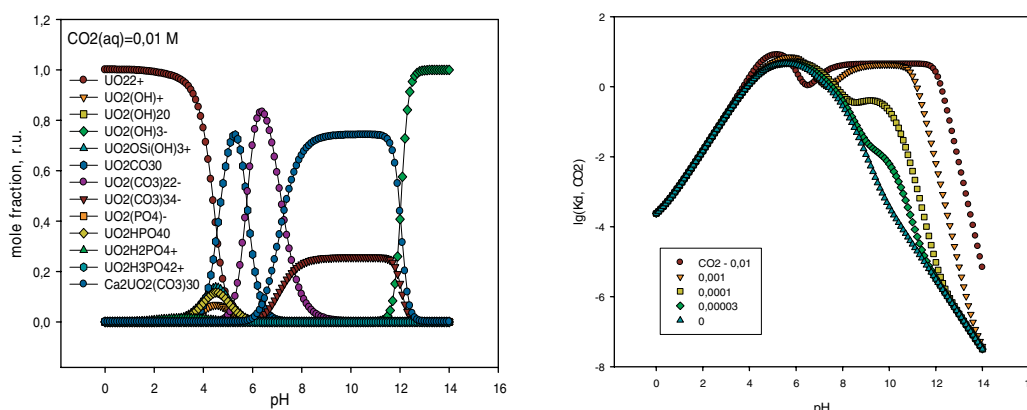 CO2(aq)=0,01 M
UO22+
UO2(OH)+
UO2(OH)20
UO2(OH)3-
UO2OSi(OH)3+
UO2CO30
UO2(CO3)22-
UO2(CO3)34-
UO2(PO4)-
UO2HPO40
UO2H2PO4+
UO2H3PO42+
Ca2UO2(CO3)30
mole fraction, r.u.
1,2
1,0
0,8
0,6
0,4
0,2
0,0
0 2 4 6 8 10 12 14 16
pH
lg(Kd, CO2)
2
0
-2
-4
-6
-8
CO2 - 0,01
0,001
0,0001
0,00003
0
0 2 4 6 8 10 12 14 16
pH